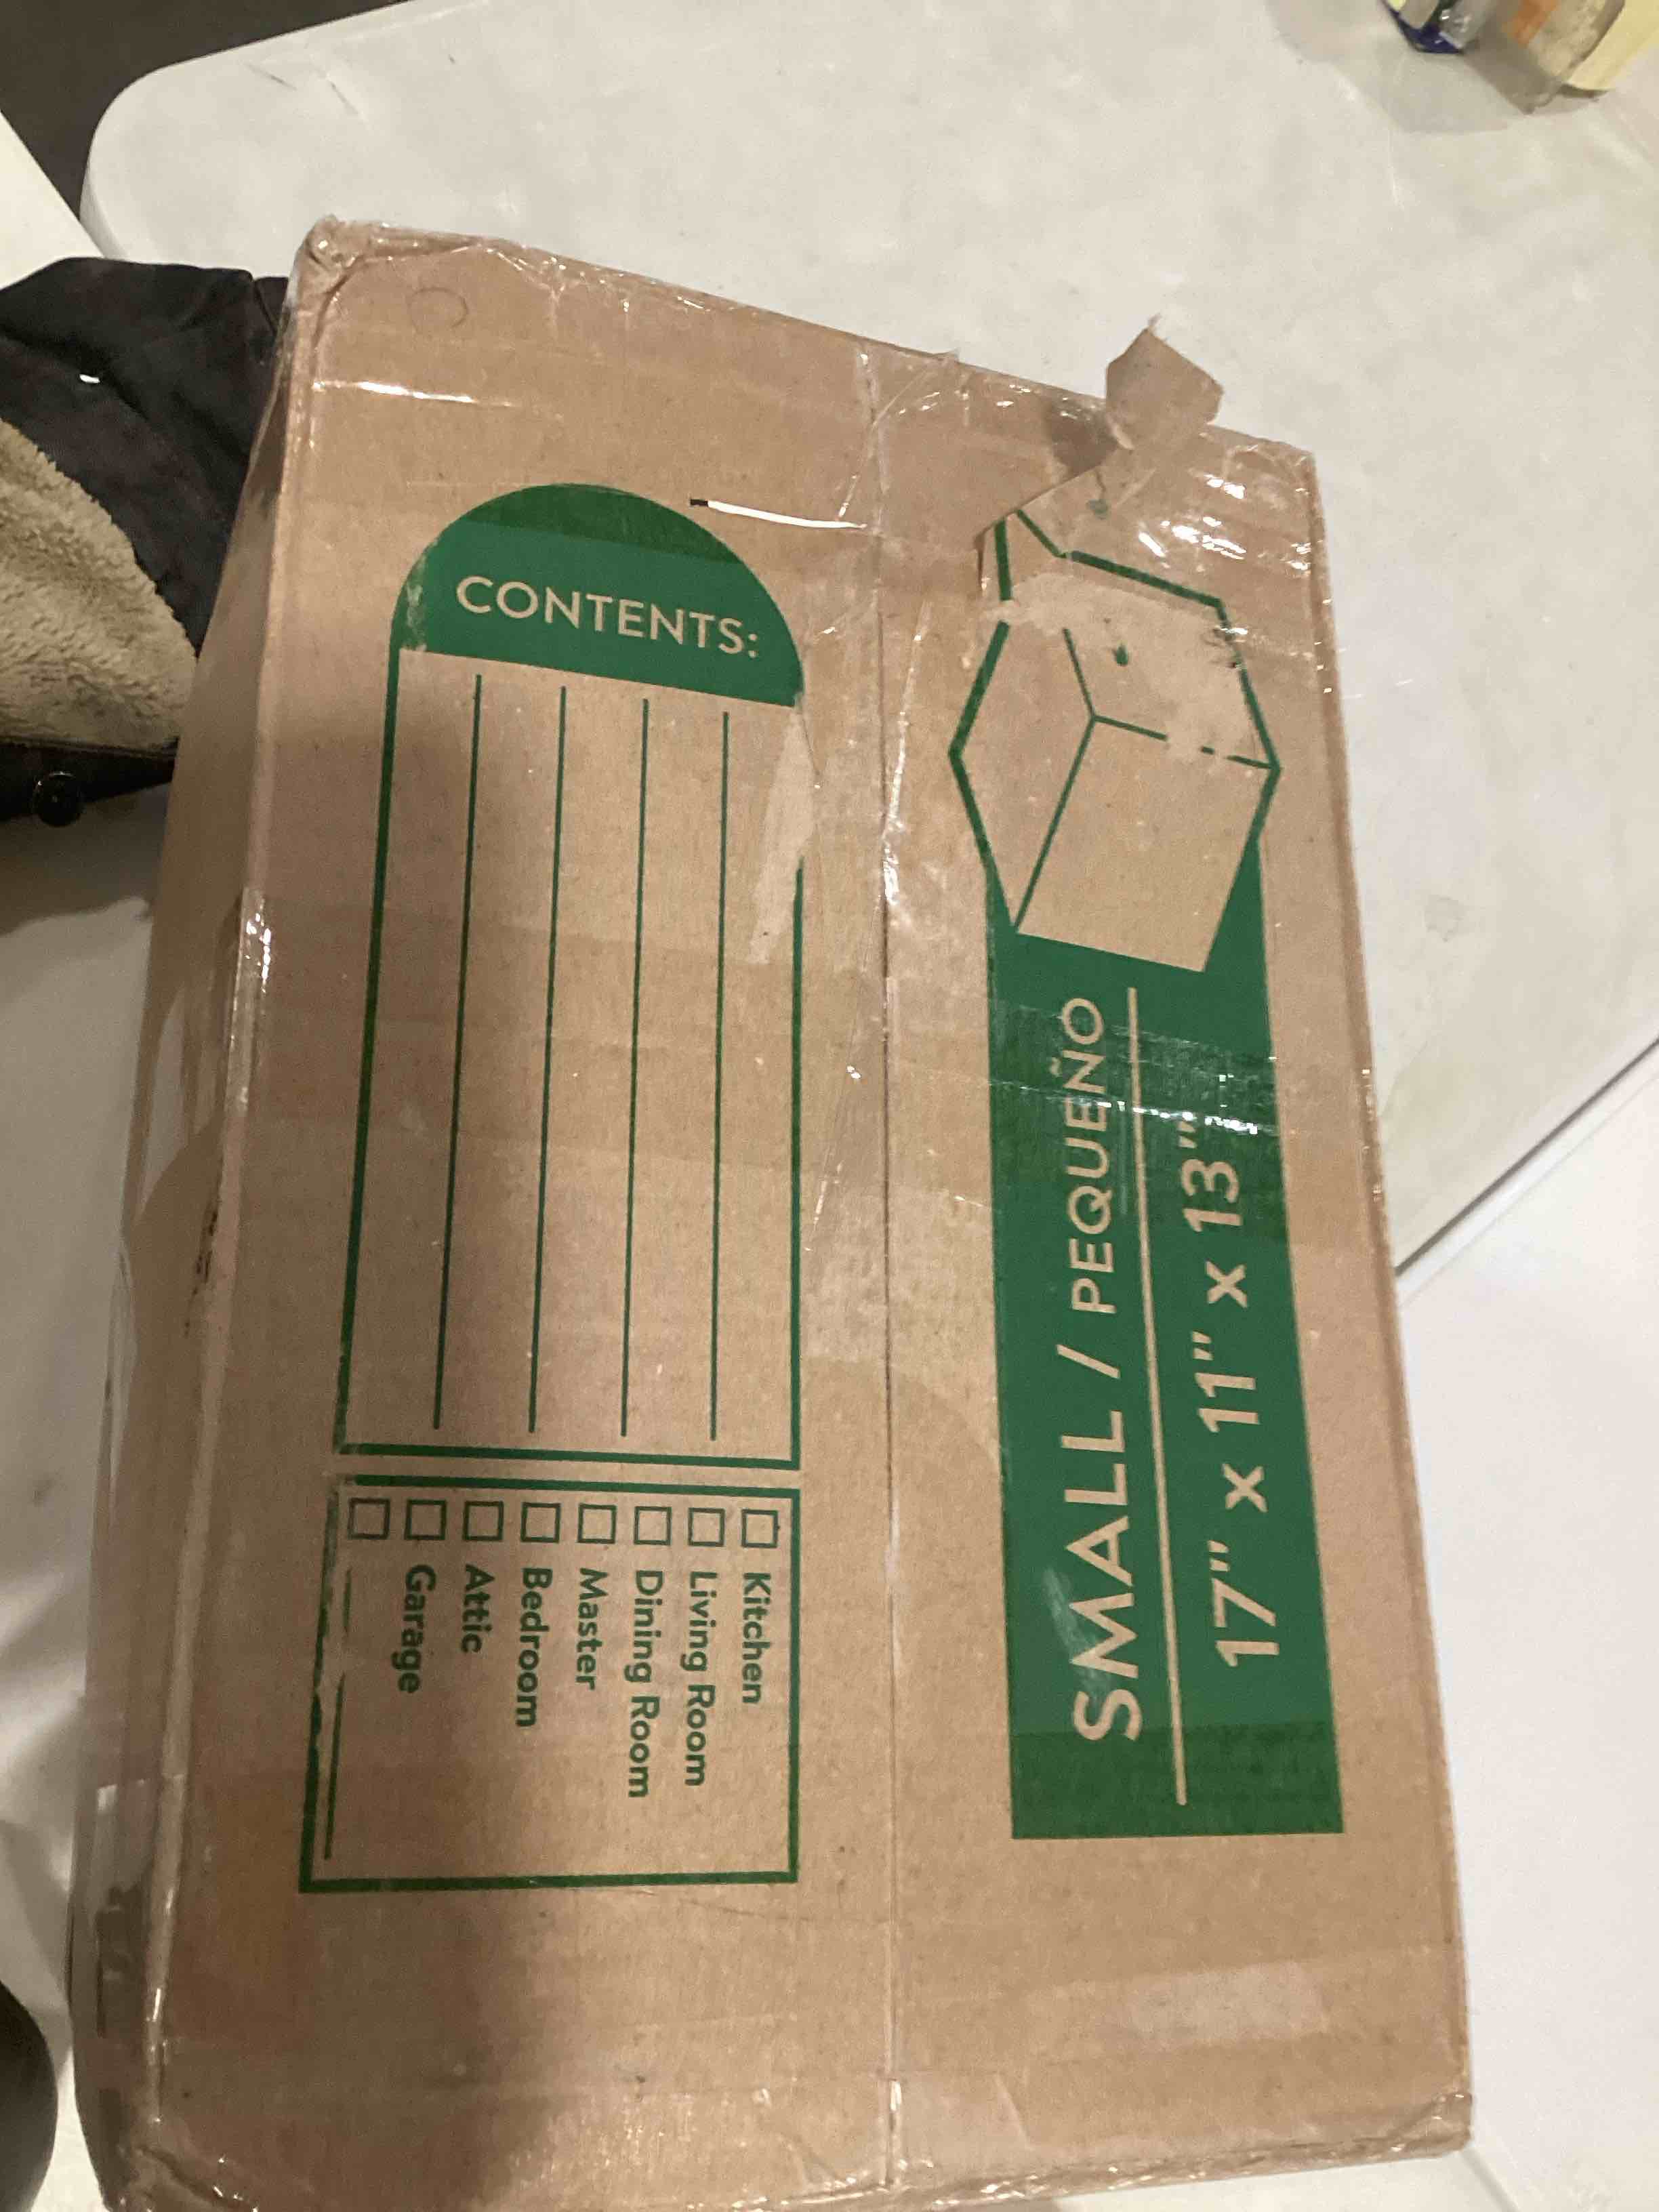 CONTENTS:
Kitchen
Living Room
Dining Room
Master
Bedroom
Attic
Garage
SMALL / PEQUEÑO
17" x 11" x 13"